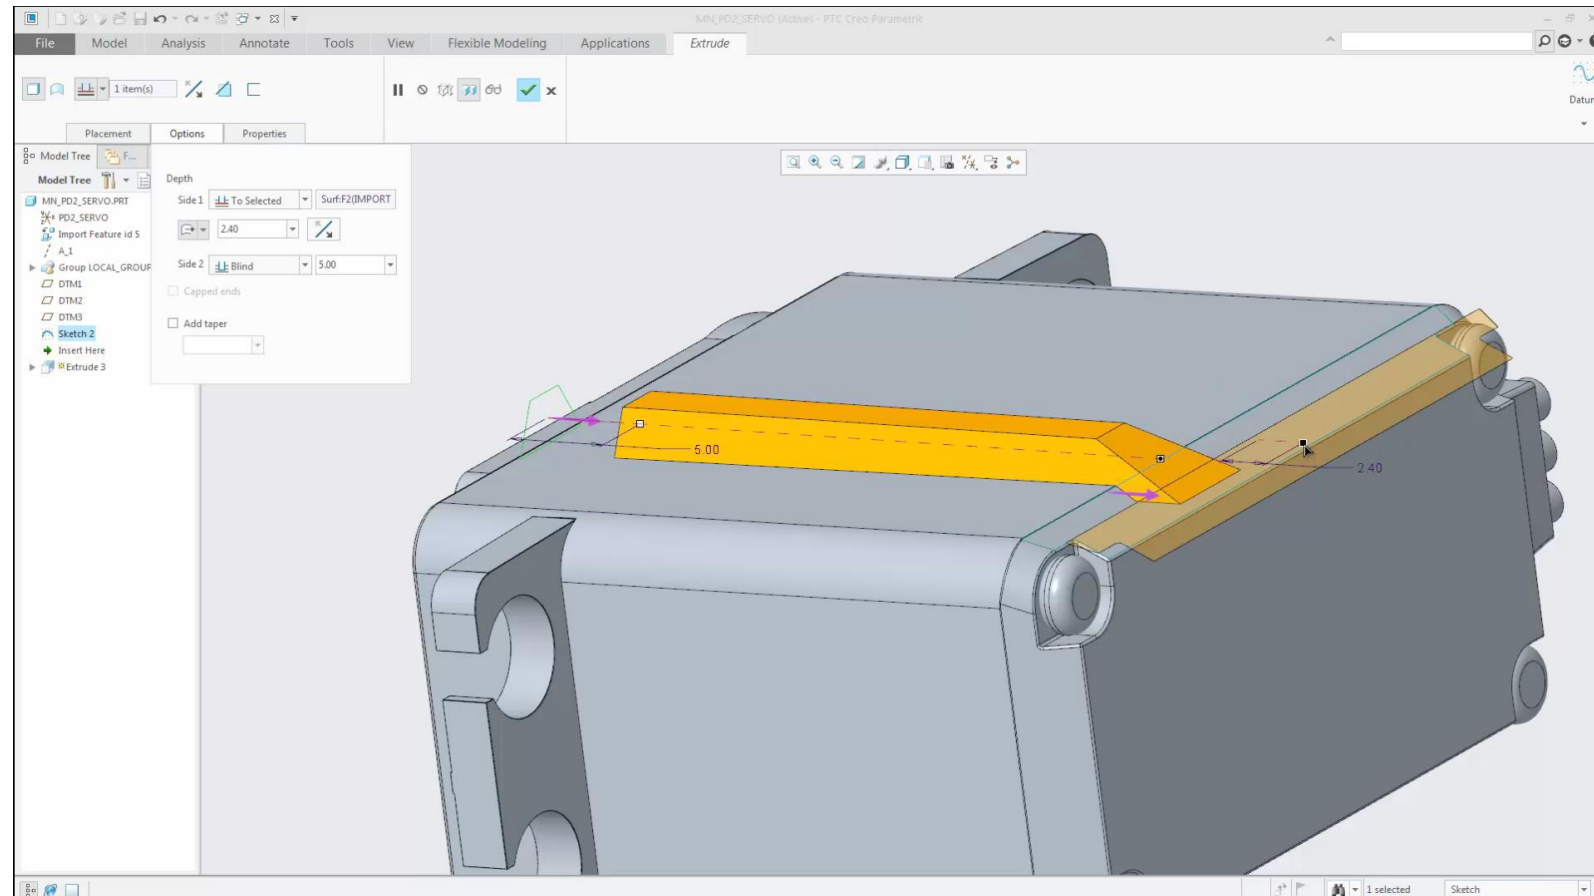 MN_PD2_SERVO (Active) - PTC Creo Parametric
File Model Analysis Annotate Tools View Flexible Modeling Applications Extrude
1 item(s)
Datur
Placement Options Properties
Model Tree F...
Model Tree
MN_PD2_SERVO.PRT
PD2_SERVO
Import Feature id 5
A_1
Group LOCAL_GROUP
DTM1
DTM2
DTM3
Sketch 2
Insert Here
Extrude 3
Depth
Side 1 To Selected Surf:F2(IMPORT
2.40
Side 2 Blind 5.00
Capped ends
Add taper
5.00
2.40
1 selected Sketch